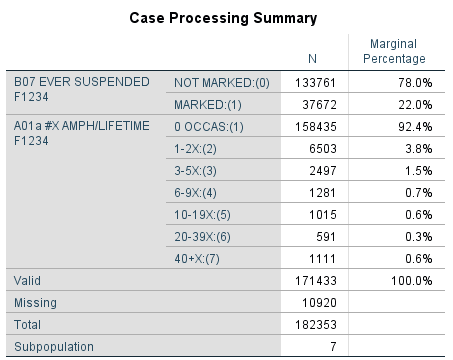 Case Processing Summary
N Marginal Percentage
B07 EVER SUSPENDED F1234 NOT MARKED:(0) 133761 78.0%
MARKED:(1) 37672 22.0%
A01a #X AMPH/LIFETIME F1234 0 OCCAS:(1) 158435 92.4%
1-2X:(2) 6503 3.8%
3-5X:(3) 2497 1.5%
6-9X:(4) 1281 0.7%
10-19X:(5) 1015 0.6%
20-39X:(6) 591 0.3%
40+X:(7) 1111 0.6%
Valid 171433 100.0%
Missing 10920
Total 182353
Subpopulation 7